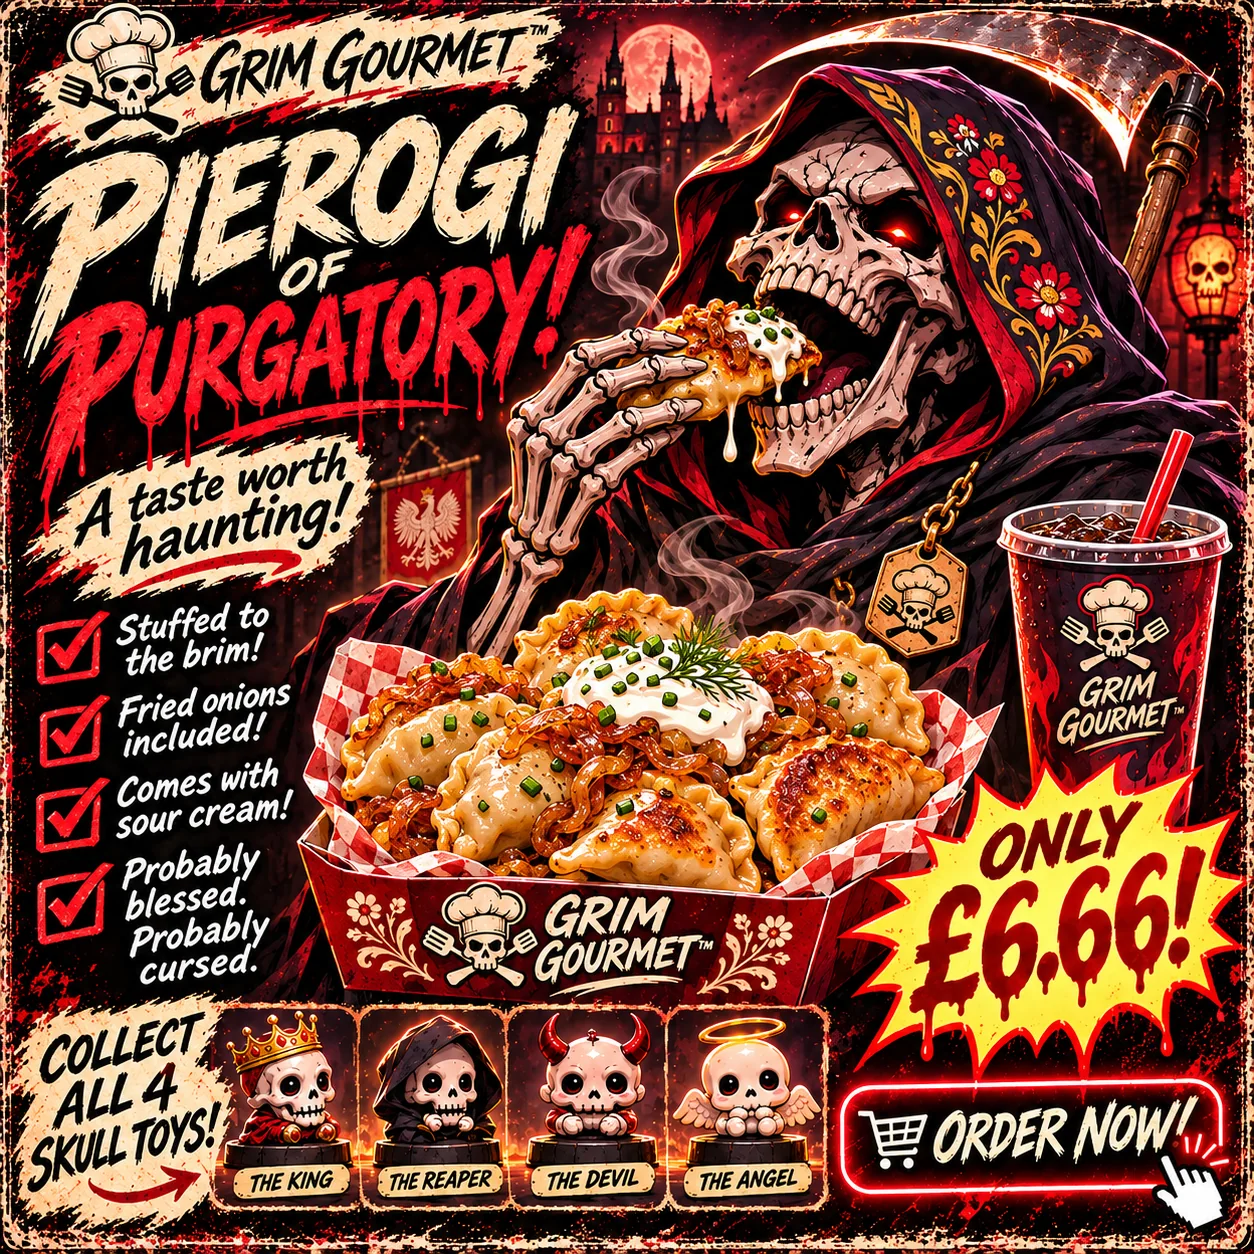 GRIM GOURMET™
PIEROGI
OF
PURGATORY!
A taste worth
haunting!
Stuffed to
the brim!
Fried onions
included!
Comes with
sour cream!
Probably
blessed.
Probably
cursed.
GRIM
GOURMET™
GRIM
GOURMET™
ONLY
£6.66!
COLLECT
ALL 4
SKULL TOYS!
THE KING
THE REAPER
THE DEVIL
THE ANGEL
ORDER NOW!